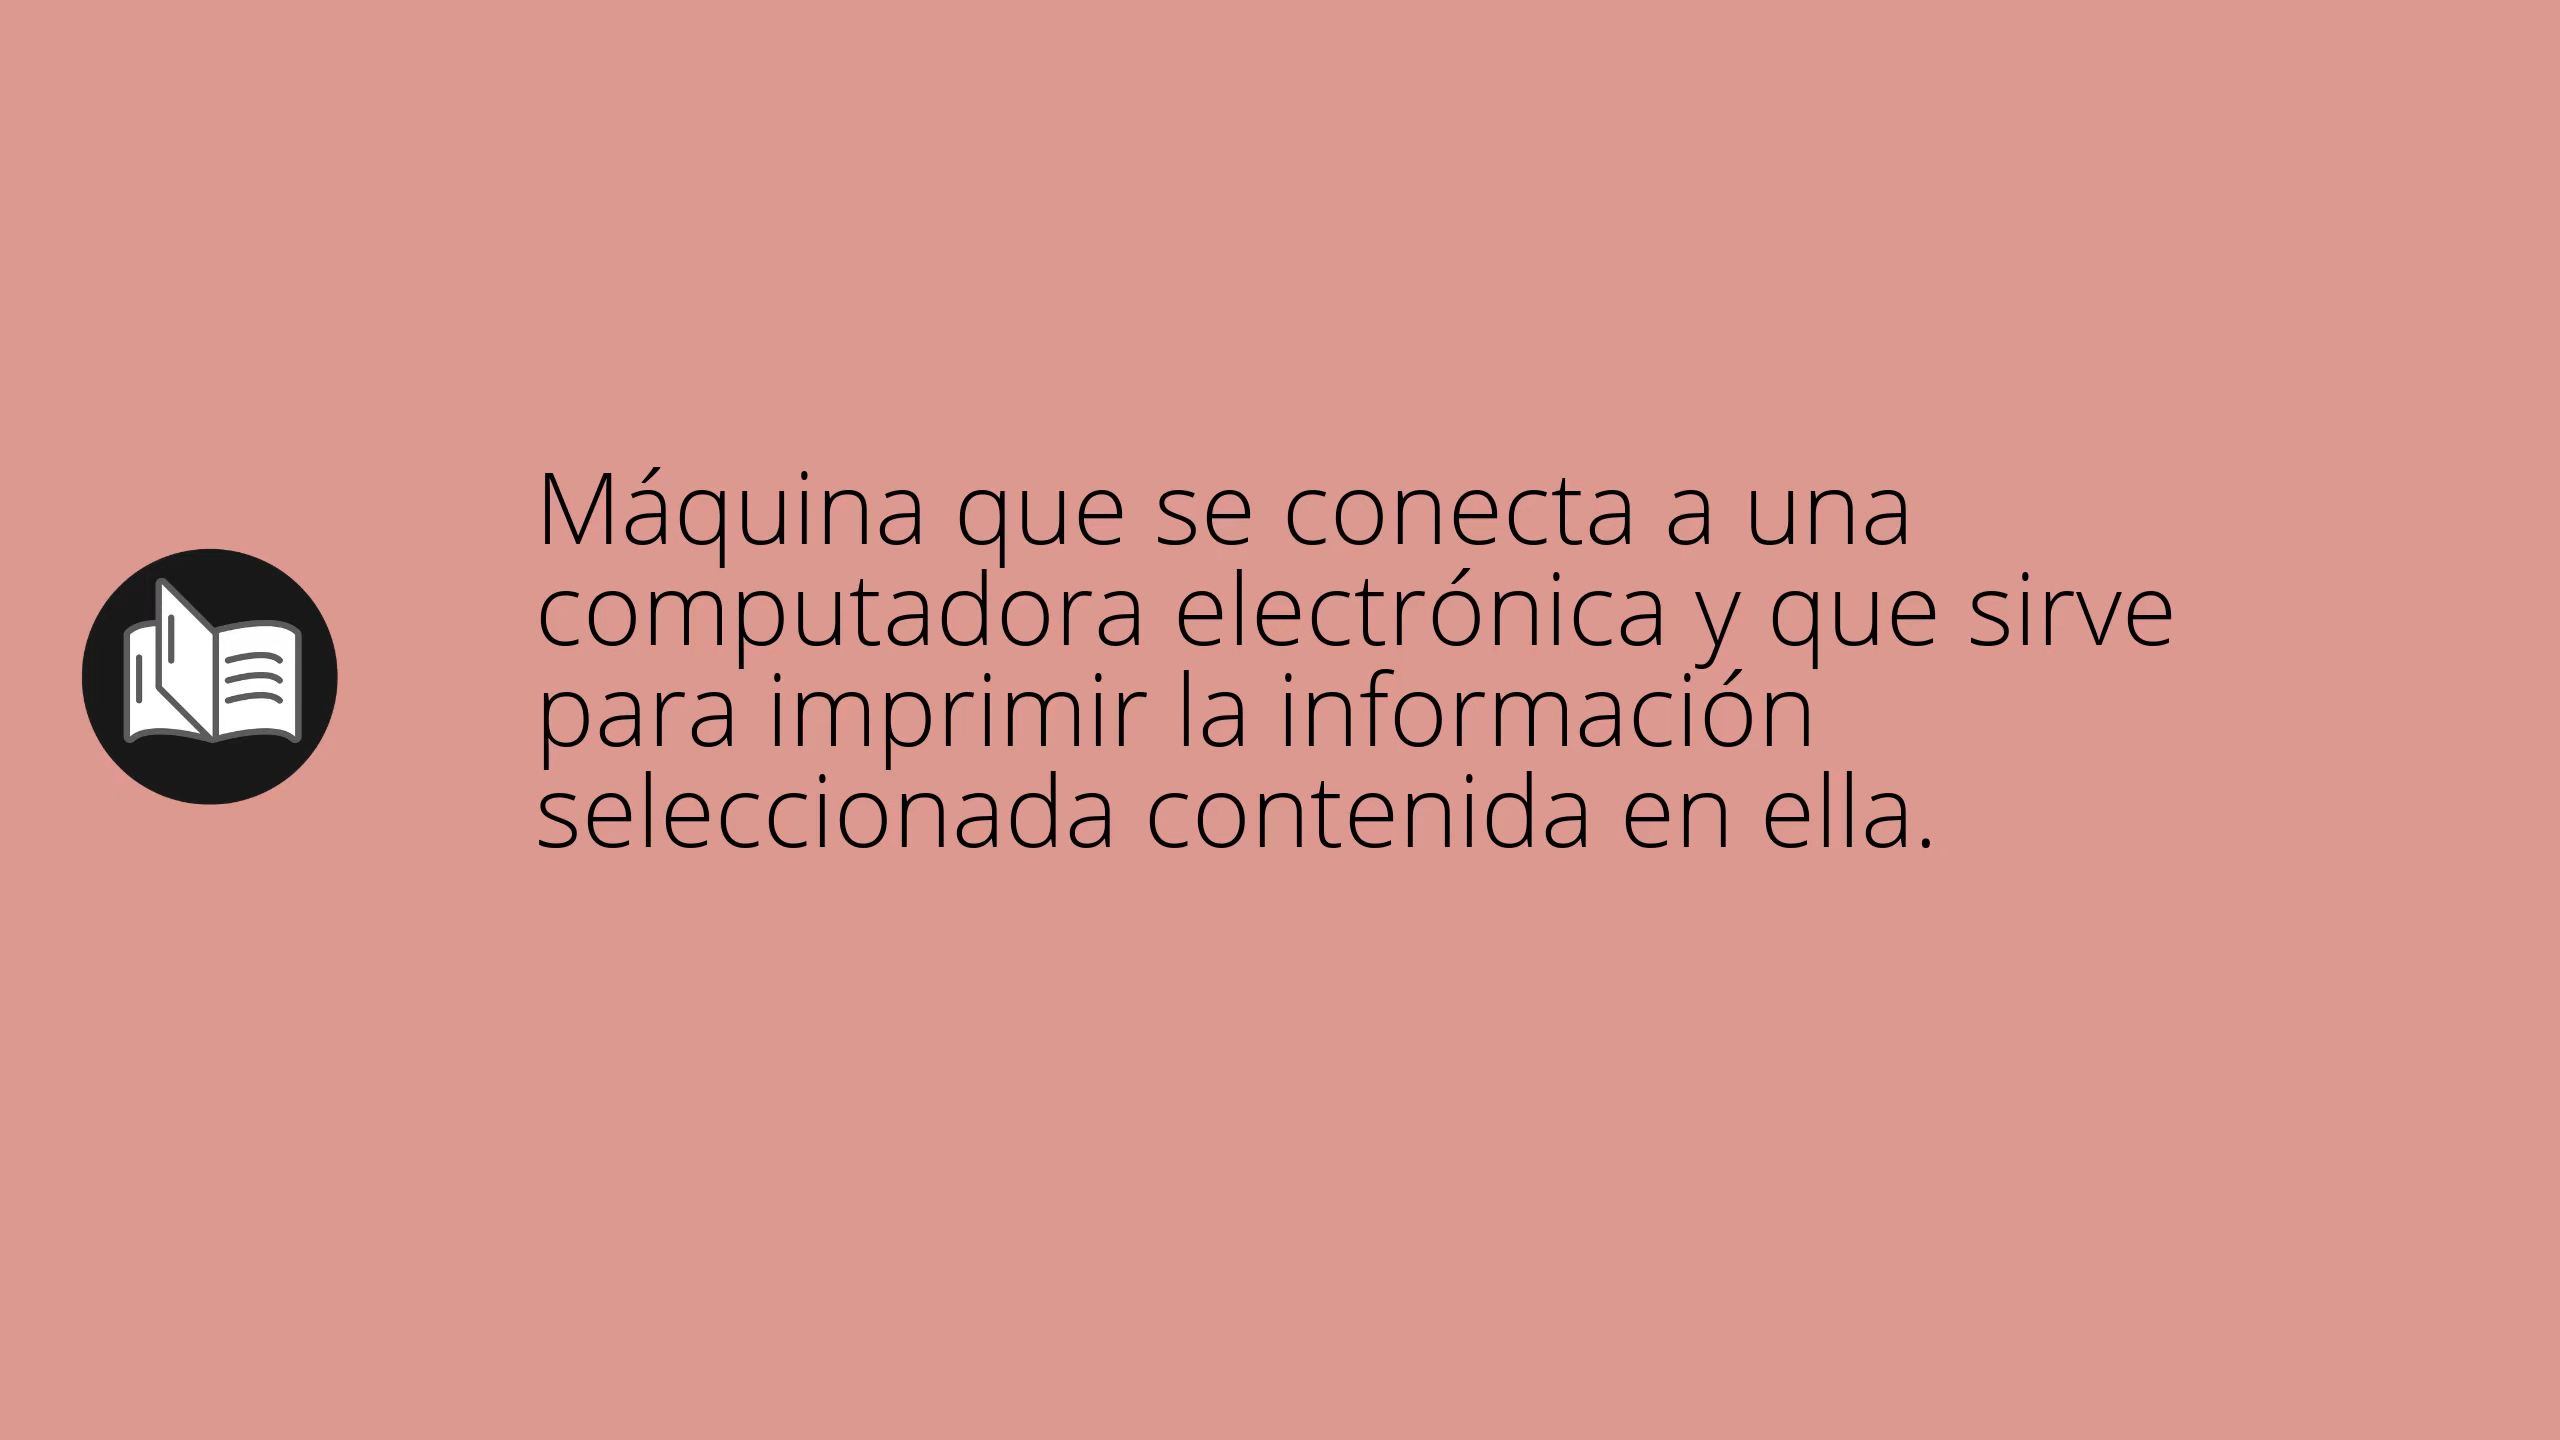 Máquina que se conecta a una
computadora electrónica y que sirve
para imprimir la información
seleccionada contenida en ella.